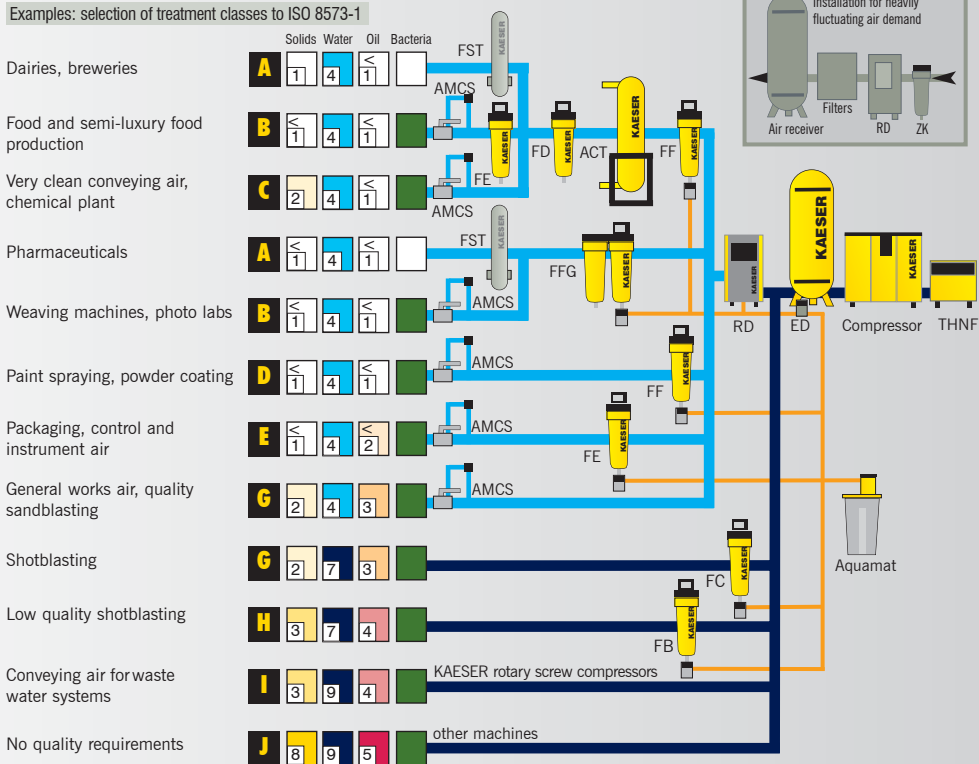 Examples: selection of treatment classes to ISO 8573-1
Installation for heavily
fluctuating air demand
Filters
Air receiver
RD
ZK
Solids Water Oil Bacteria
Dairies, breweries
A 1 4 <1
FST
KAESER
AMCS
Food and semi-luxury food
production
B <1 4 <1
KAESER
FD
KAESER
ACT
KAESER
FF
KAESER
Very clean conveying air,
chemical plant
C 2 4 <1
FE
AMCS
Pharmaceuticals
A <1 4 <1
FST
KAESER
FFG
KAESER
KAESER
RD
KAESER
ED
KAESER
Compressor
THNF
Weaving machines, photo labs
B <1 4 <1
AMCS
Paint spraying, powder coating
D <1 4 <1
AMCS
FF
KAESER
Packaging, control and
instrument air
E <1 4 <2
AMCS
FE
KAESER
General works air, quality
sandblasting
G 2 4 3
AMCS
Aquamat
Shotblasting
G 2 7 3
FC
KAESER
Low quality shotblasting
H 3 7 4
FB
KAESER
Conveying air for waste
water systems
I 3 9 4
KAESER rotary screw compressors
No quality requirements
J 8 9 5
other machines